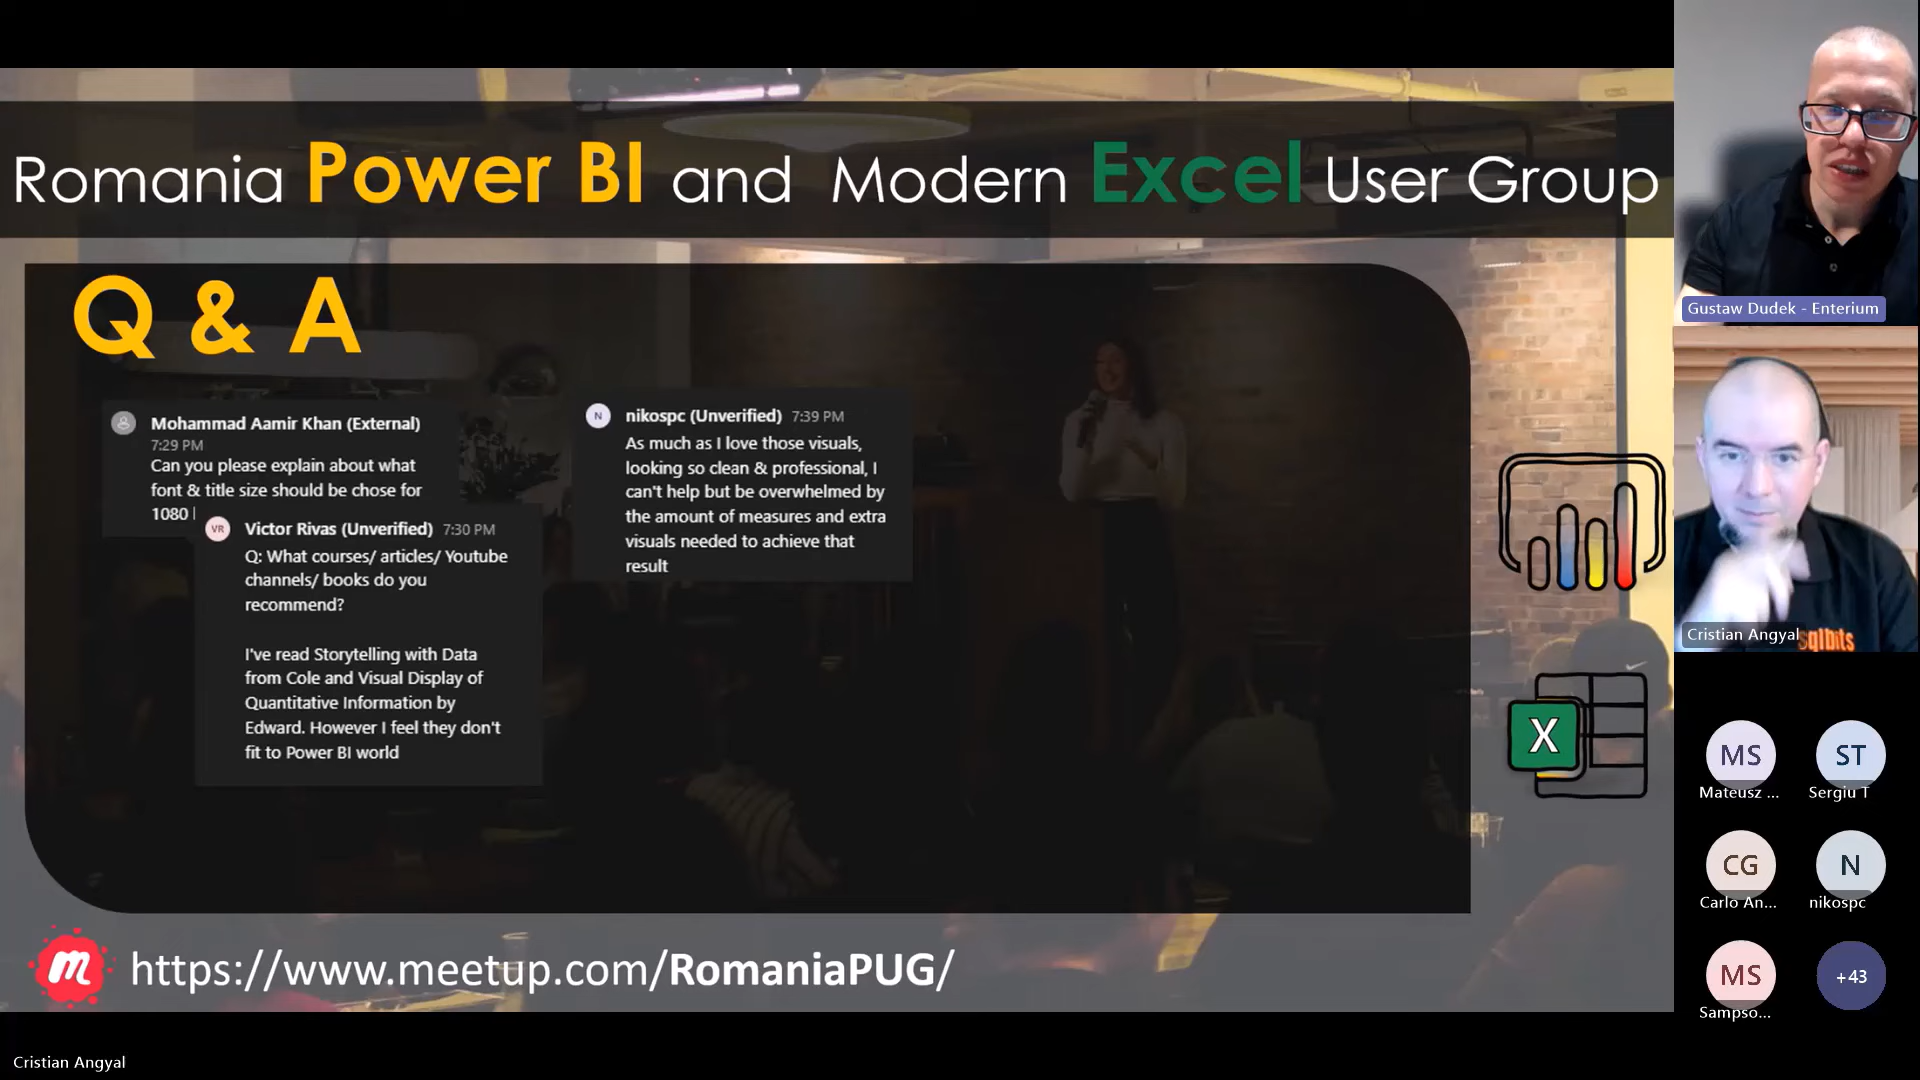 Romania Power BI and Modern Excel User Group
Q & A
Mohammad Aamir Khan (External)
7:29 PM
Can you please explain about what
font & title size should be chose for
1080
VR
Victor Rivas (Unverified) 7:30 PM
Q: What courses/ articles/ Youtube
channels/ books do you
recommend?
I've read Storytelling with Data
from Cole and Visual Display of
Quantitative Information by
Edward. However I feel they don't
fit to Power BI world
N
nikospc (Unverified) 7:39 PM
As much as I love those visuals,
looking so clean & professional, I
can't help but be overwhelmed by
the amount of measures and extra
visuals needed to achieve that
result
X
m https://www.meetup.com/RomaniaPUG/
Cristian Angyal
Gustaw Dudek - Enterium
Cristian Angyal
sqlbits
MS
Mateusz ...
ST
Sergiu T
CG
Carlo An...
N
nikospc
MS
Sampso...
+43